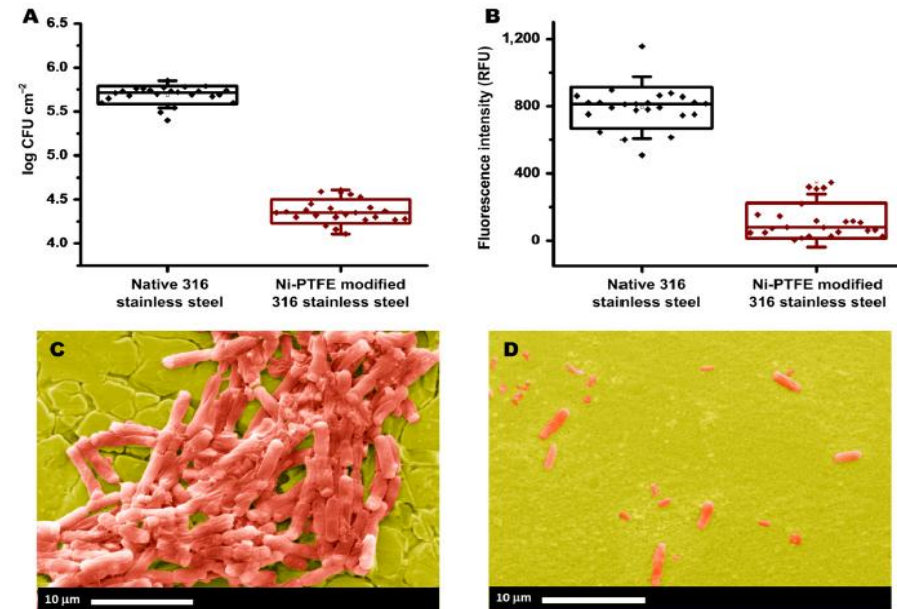 A
6.5
6.0
5.5
5.0
4.5
4.0
log CFU cm⁻²
Native 316
stainless steel
Ni-PTFE modified
316 stainless steel
B
1,200
800
400
0
Fluorescence intensity (RFU)
Native 316
stainless steel
Ni-PTFE modified
316 stainless steel
C
10 µm
D
10 µm